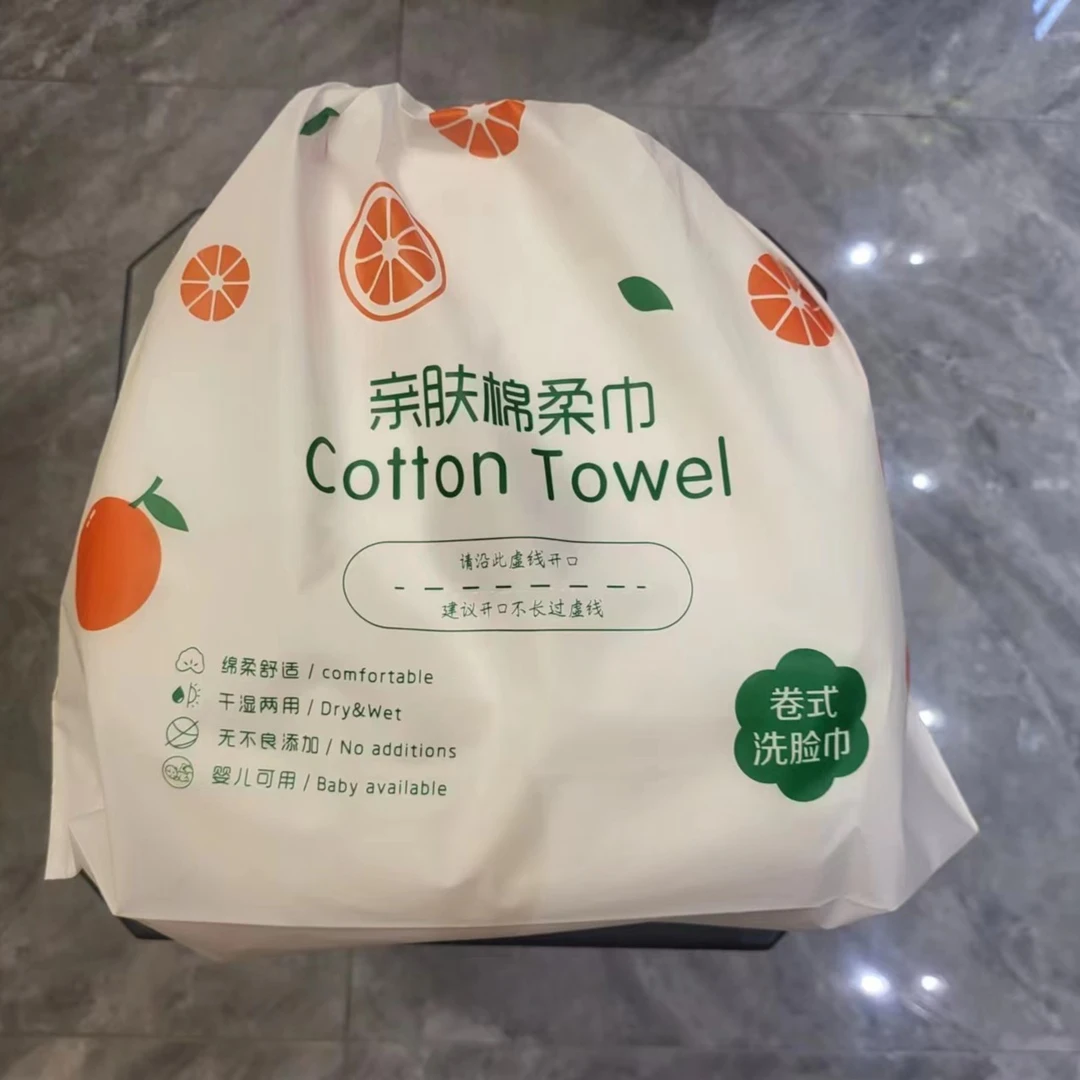 亲肤棉柔巾
Cotton Towel
请沿此虚线开口
建议开口不长过虚线
绵柔舒适 / comfortable
干湿两用 / Dry&Wet
无不良添加 / No additions
婴儿可用 / Baby available
卷式
洗脸巾